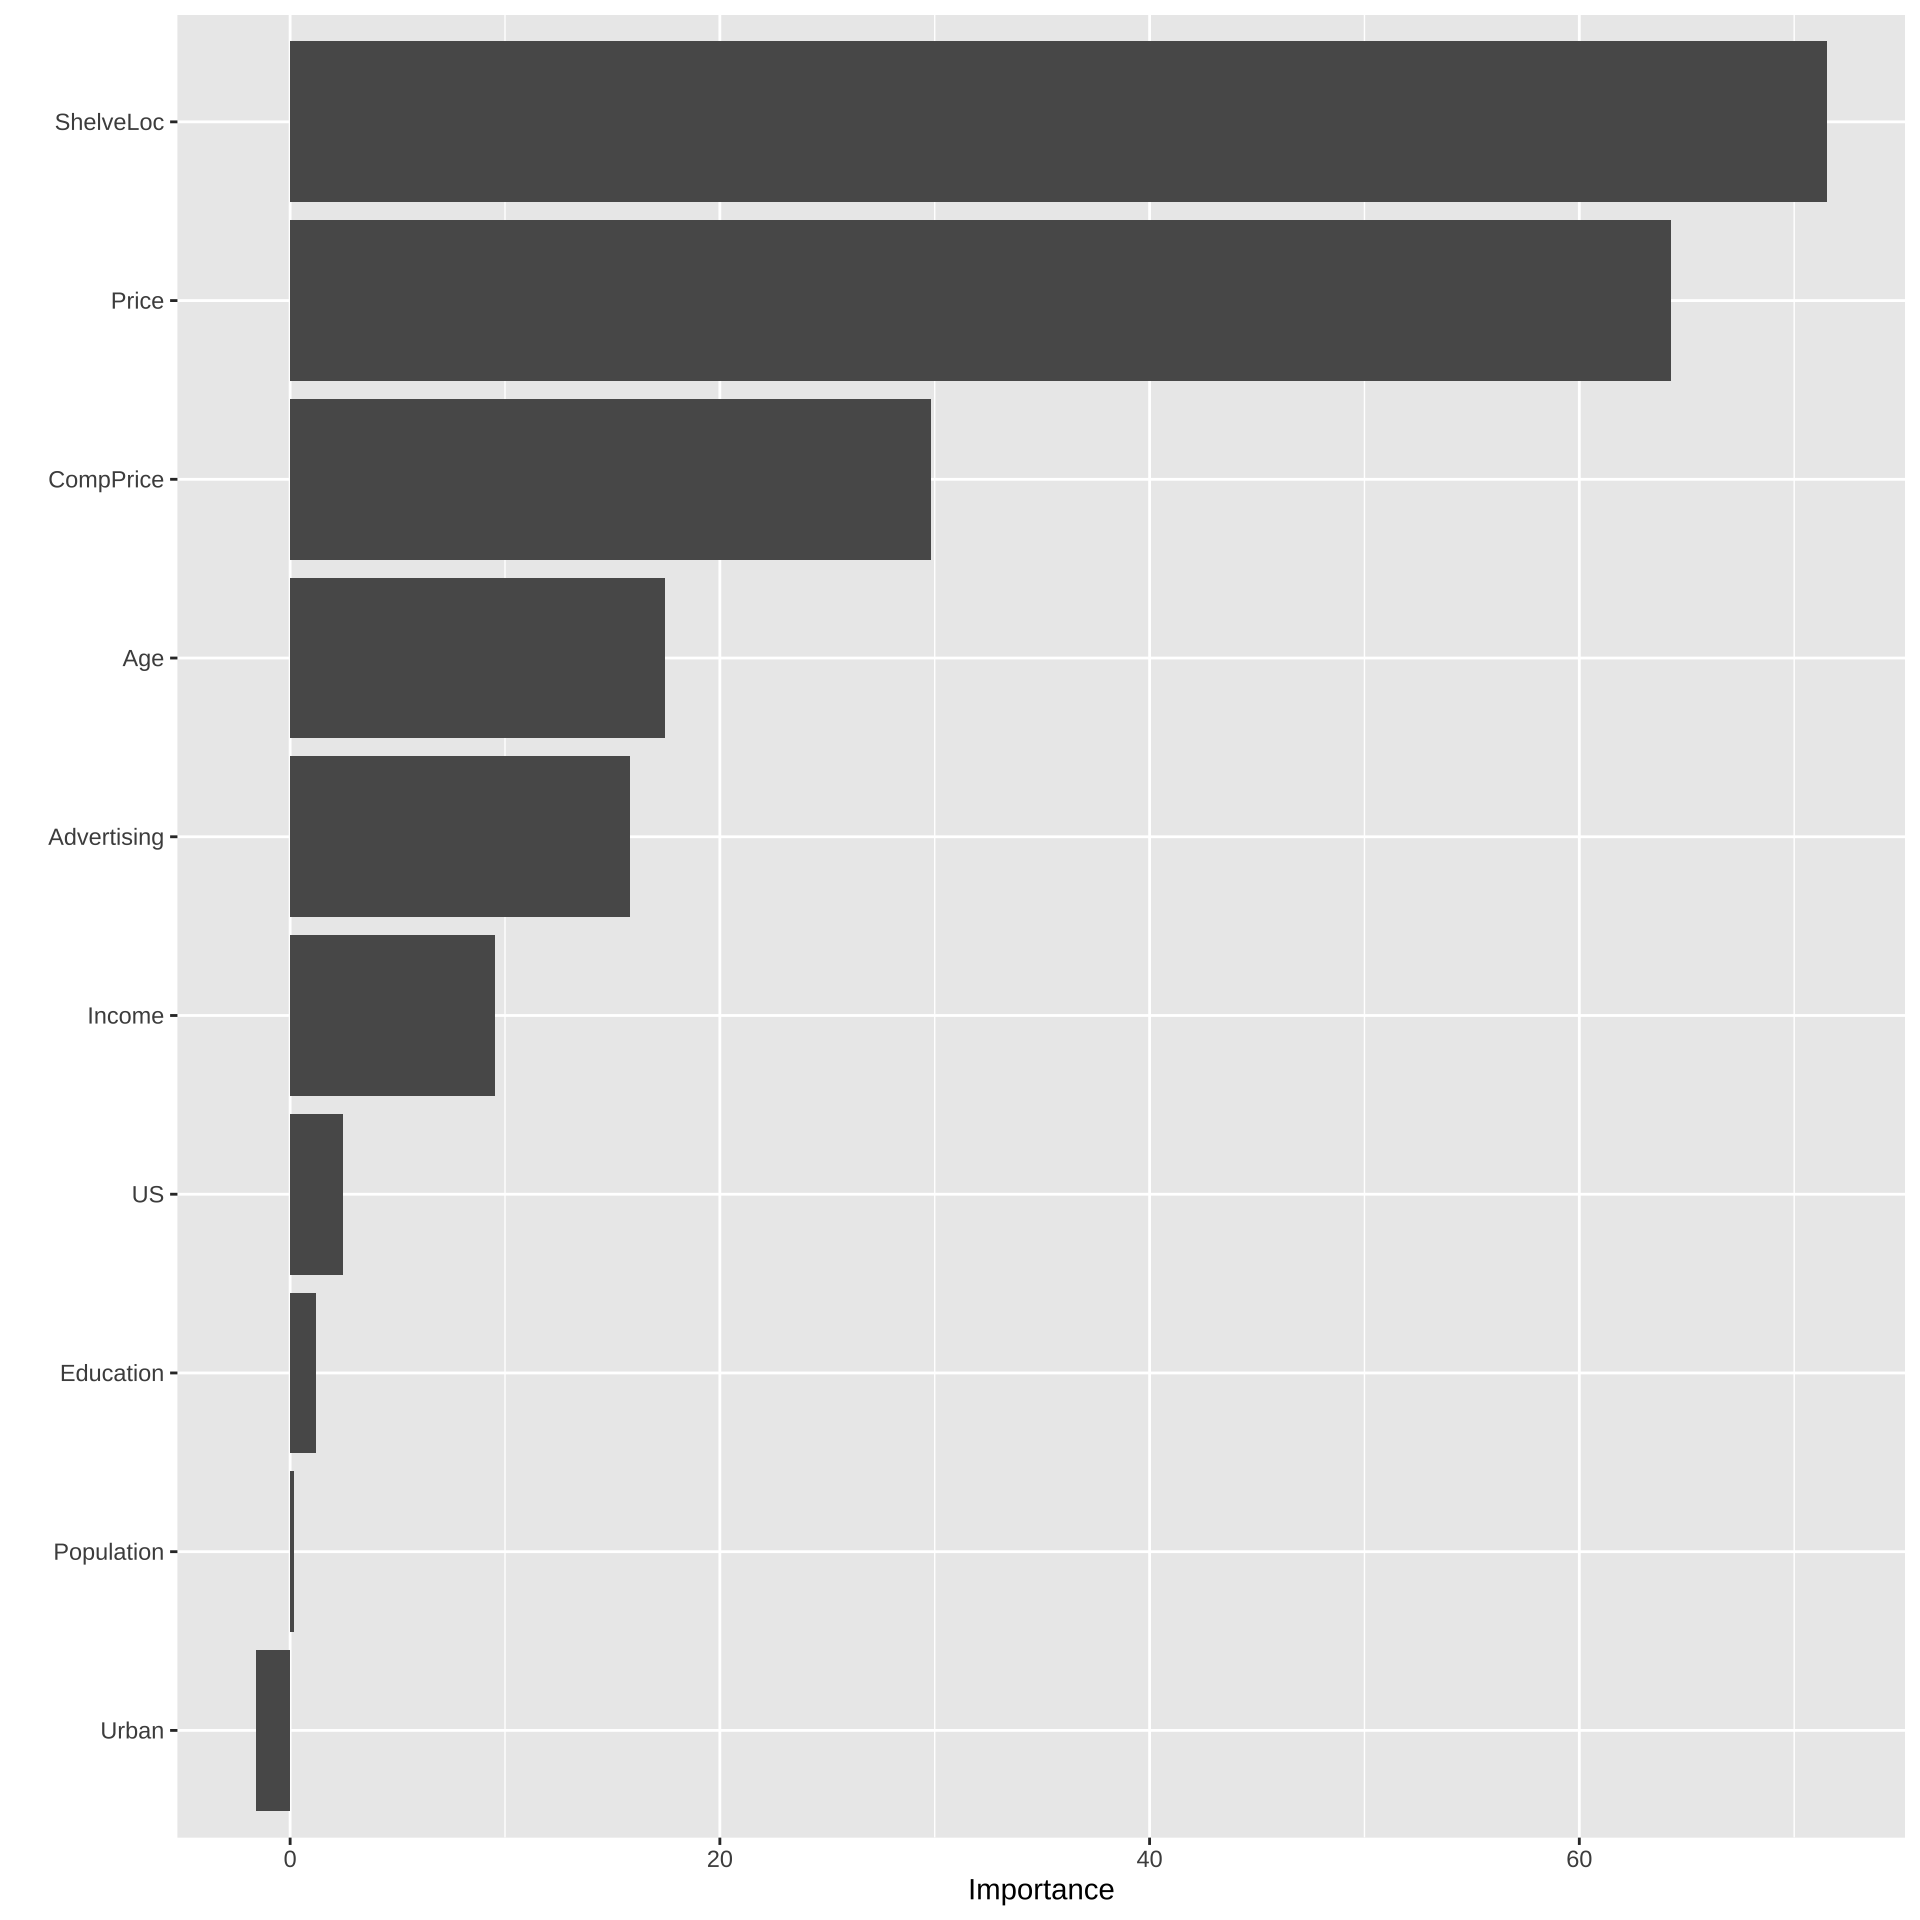 ShelveLoc
Price
CompPrice
Age
Advertising
Income
US
Education
Population
Urban
0 20 40 60
Importance